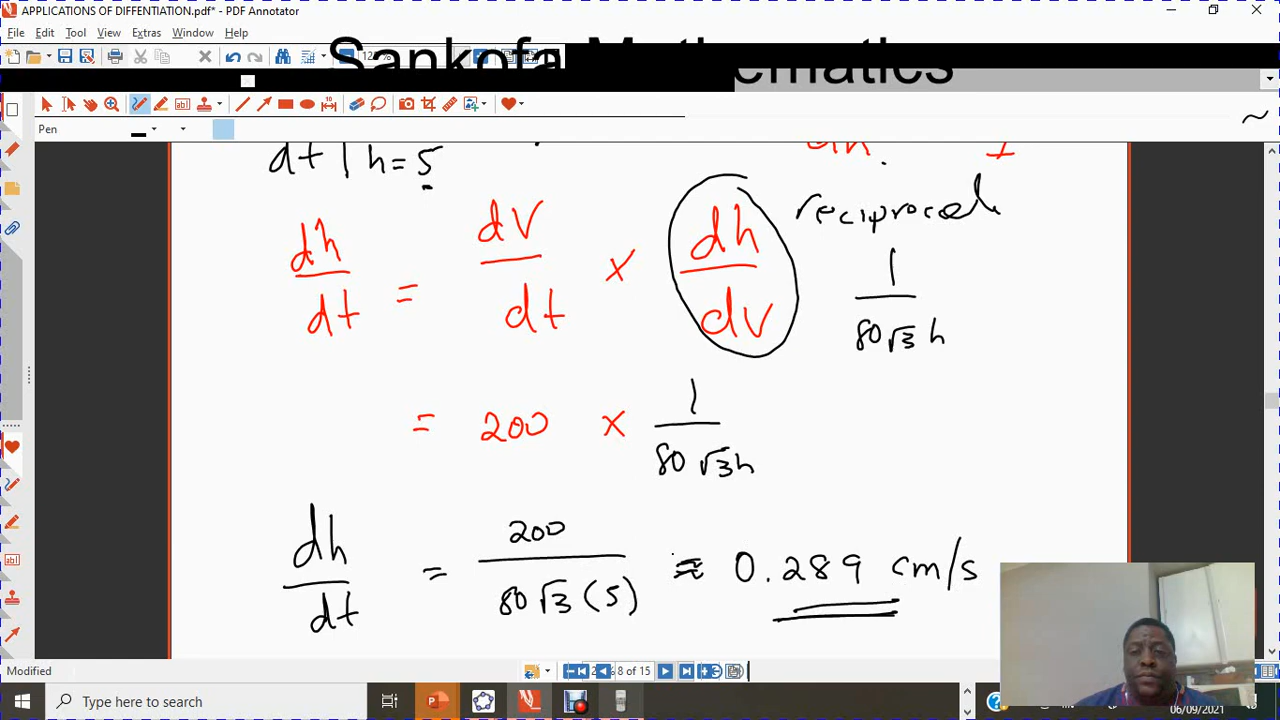 APPLICATIONS OF DIFFENTIATION.pdf* - PDF Annotator
File Edit Tool View Extras Window Help
Sankofa Mathematics
Pen
dt | h = 5
reciprocal
dh/dt = dV/dt × dh/dv
1/80√3 h
= 200 × 1/80√3h
dh/dt = 200/80√3(5) ≈ 0.289 cm/s
Modified
8 of 15
Type here to search
06/09/2021